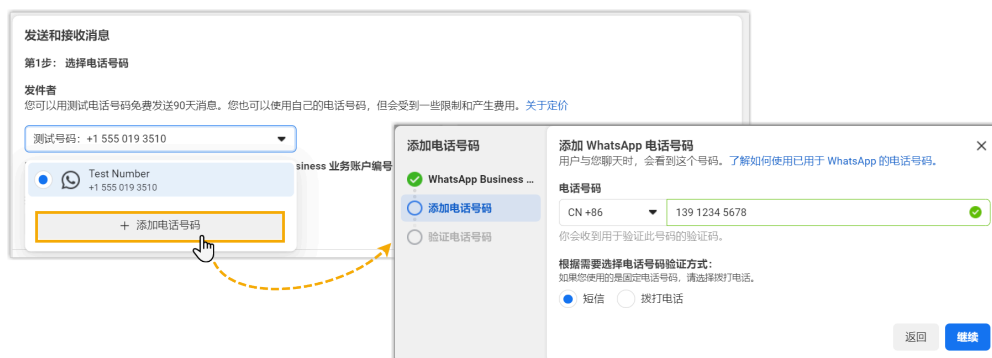 发送和接收消息
第1步： 选择电话号码
发件者
您可以用测试电话号码免费发送90天消息。您也可以使用自己的电话号码，但会受到一些限制和产生费用。关于定价
测试号码：+1 555 019 3510
siness 业务账户编号
Test Number
+1 555 019 3510
+ 添加电话号码
添加电话号码
WhatsApp Business ...
添加电话号码
验证电话号码
添加 WhatsApp 电话号码
用户与您聊天时，会看到这个号码。了解如何使用已用于 WhatsApp 的电话号码。
电话号码
CN +86
139 1234 5678
你会收到用于验证此号码的验证码。
根据需要选择电话号码验证方式：
如果您使用的是固定电话号码，请选择拨打电话。
短信
拨打电话
返回
继续